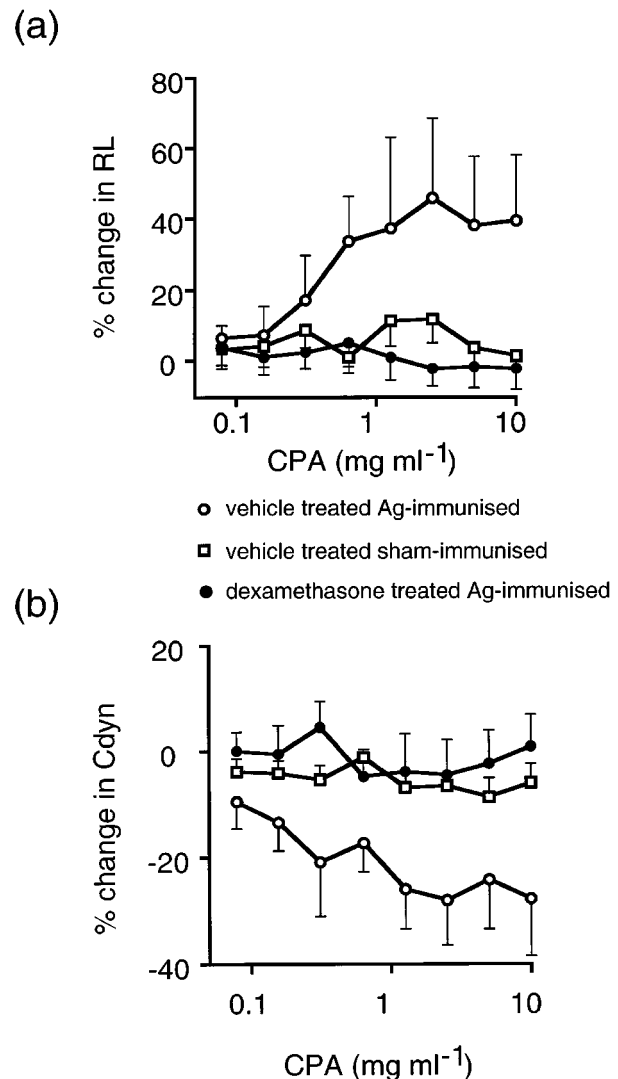 (a)
% change in RL
80
60
40
20
0
0.1 1 10
CPA (mg ml-1)
vehicle treated Ag-immunised
vehicle treated sham-immunised
dexamethasone treated Ag-immunised
(b)
% change in Cdyn
20
0
-20
-40
0.1 1 10
CPA (mg ml-1)